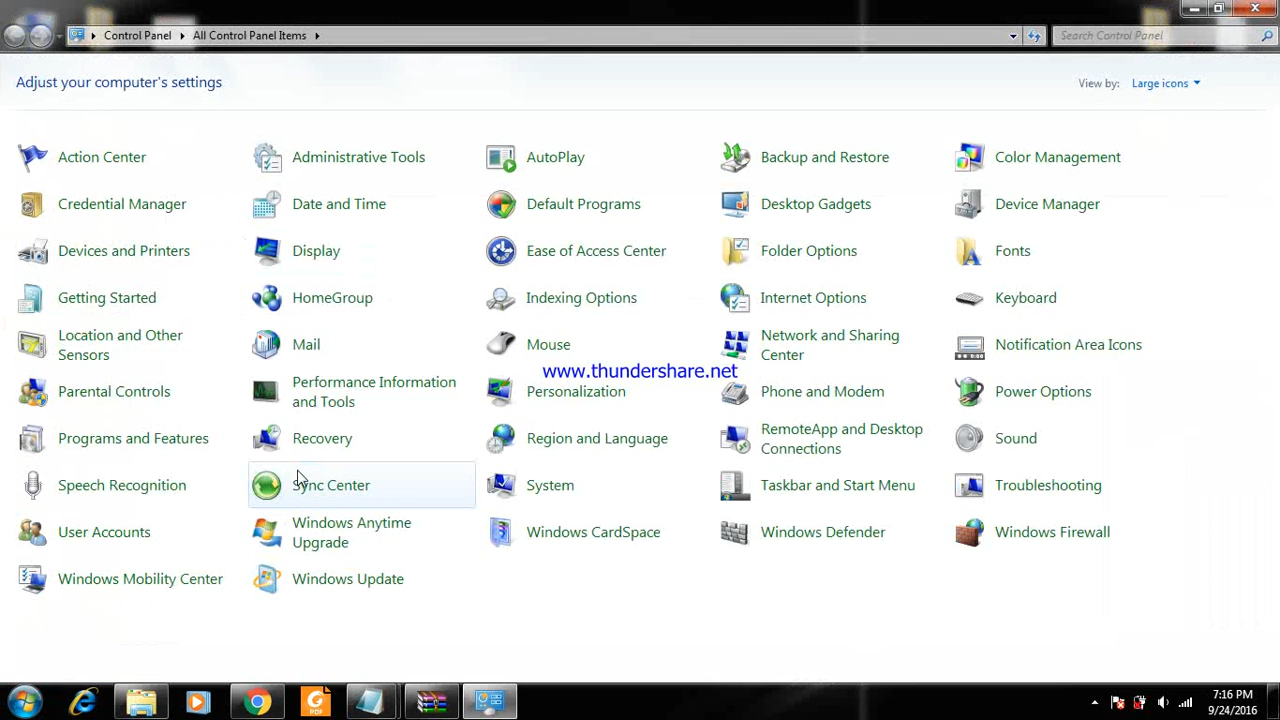 Control Panel All Control Panel Items
Search Control Panel
Adjust your computer's settings
View by: Large icons
Action Center
Administrative Tools
AutoPlay
Backup and Restore
Color Management
Credential Manager
Date and Time
Default Programs
Desktop Gadgets
Device Manager
Devices and Printers
Display
Ease of Access Center
Folder Options
Fonts
Getting Started
HomeGroup
Indexing Options
Internet Options
Keyboard
Location and Other
Sensors
Mail
Mouse
Network and Sharing
Center
Notification Area Icons
www.thundershare.net
Parental Controls
Performance Information
and Tools
Personalization
Phone and Modem
Power Options
Programs and Features
Recovery
Region and Language
RemoteApp and Desktop
Connections
Sound
Speech Recognition
Sync Center
System
Taskbar and Start Menu
Troubleshooting
User Accounts
Windows Anytime
Upgrade
Windows CardSpace
Windows Defender
Windows Firewall
Windows Mobility Center
Windows Update
PDF
7:16 PM
9/24/2016